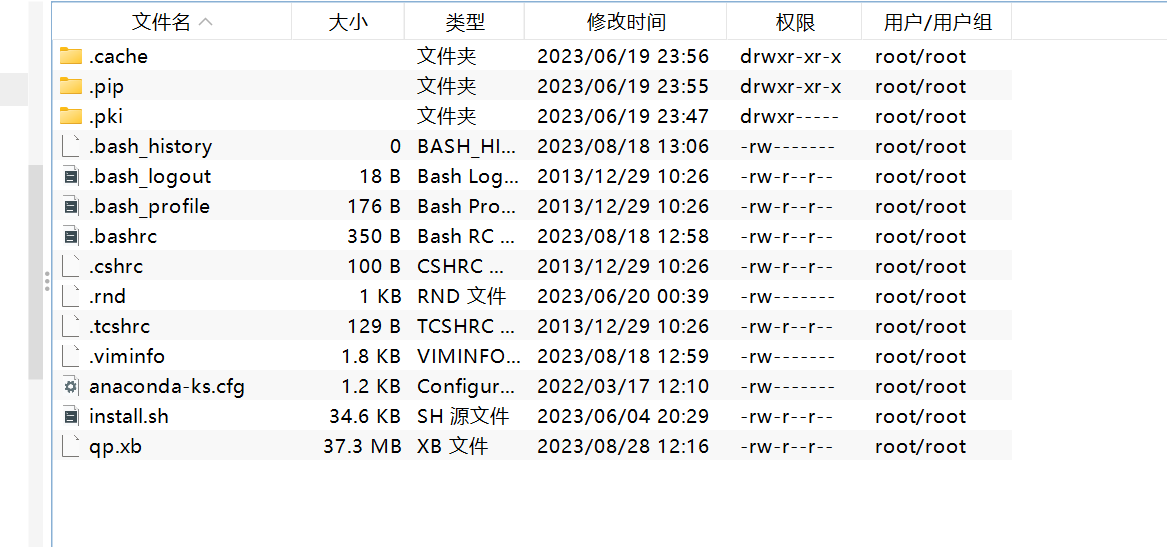 文件名 大小 类型 修改时间 权限 用户/用户组
.cache 文件夹 2023/06/19 23:56 drwxr-xr-x root/root
.pip 文件夹 2023/06/19 23:55 drwxr-xr-x root/root
.pki 文件夹 2023/06/19 23:47 drwxr----- root/root
.bash_history 0 BASH_HI... 2023/08/18 13:06 -rw------- root/root
.bash_logout 18 B Bash Log... 2013/12/29 10:26 -rw-r--r-- root/root
.bash_profile 176 B Bash Pro... 2013/12/29 10:26 -rw-r--r-- root/root
.bashrc 350 B Bash RC ... 2023/08/18 12:58 -rw-r--r-- root/root
.cshrc 100 B CSHRC ... 2013/12/29 10:26 -rw-r--r-- root/root
.rnd 1 KB RND 文件 2023/06/20 00:39 -rw------- root/root
.tcshrc 129 B TCSHRC ... 2013/12/29 10:26 -rw-r--r-- root/root
.viminfo 1.8 KB VIMINFO... 2023/08/18 12:59 -rw------- root/root
anaconda-ks.cfg 1.2 KB Configur... 2022/03/17 12:10 -rw------- root/root
install.sh 34.6 KB SH 源文件 2023/06/04 20:29 -rw-r--r-- root/root
qp.xb 37.3 MB XB 文件 2023/08/28 12:16 -rw-r--r-- root/root